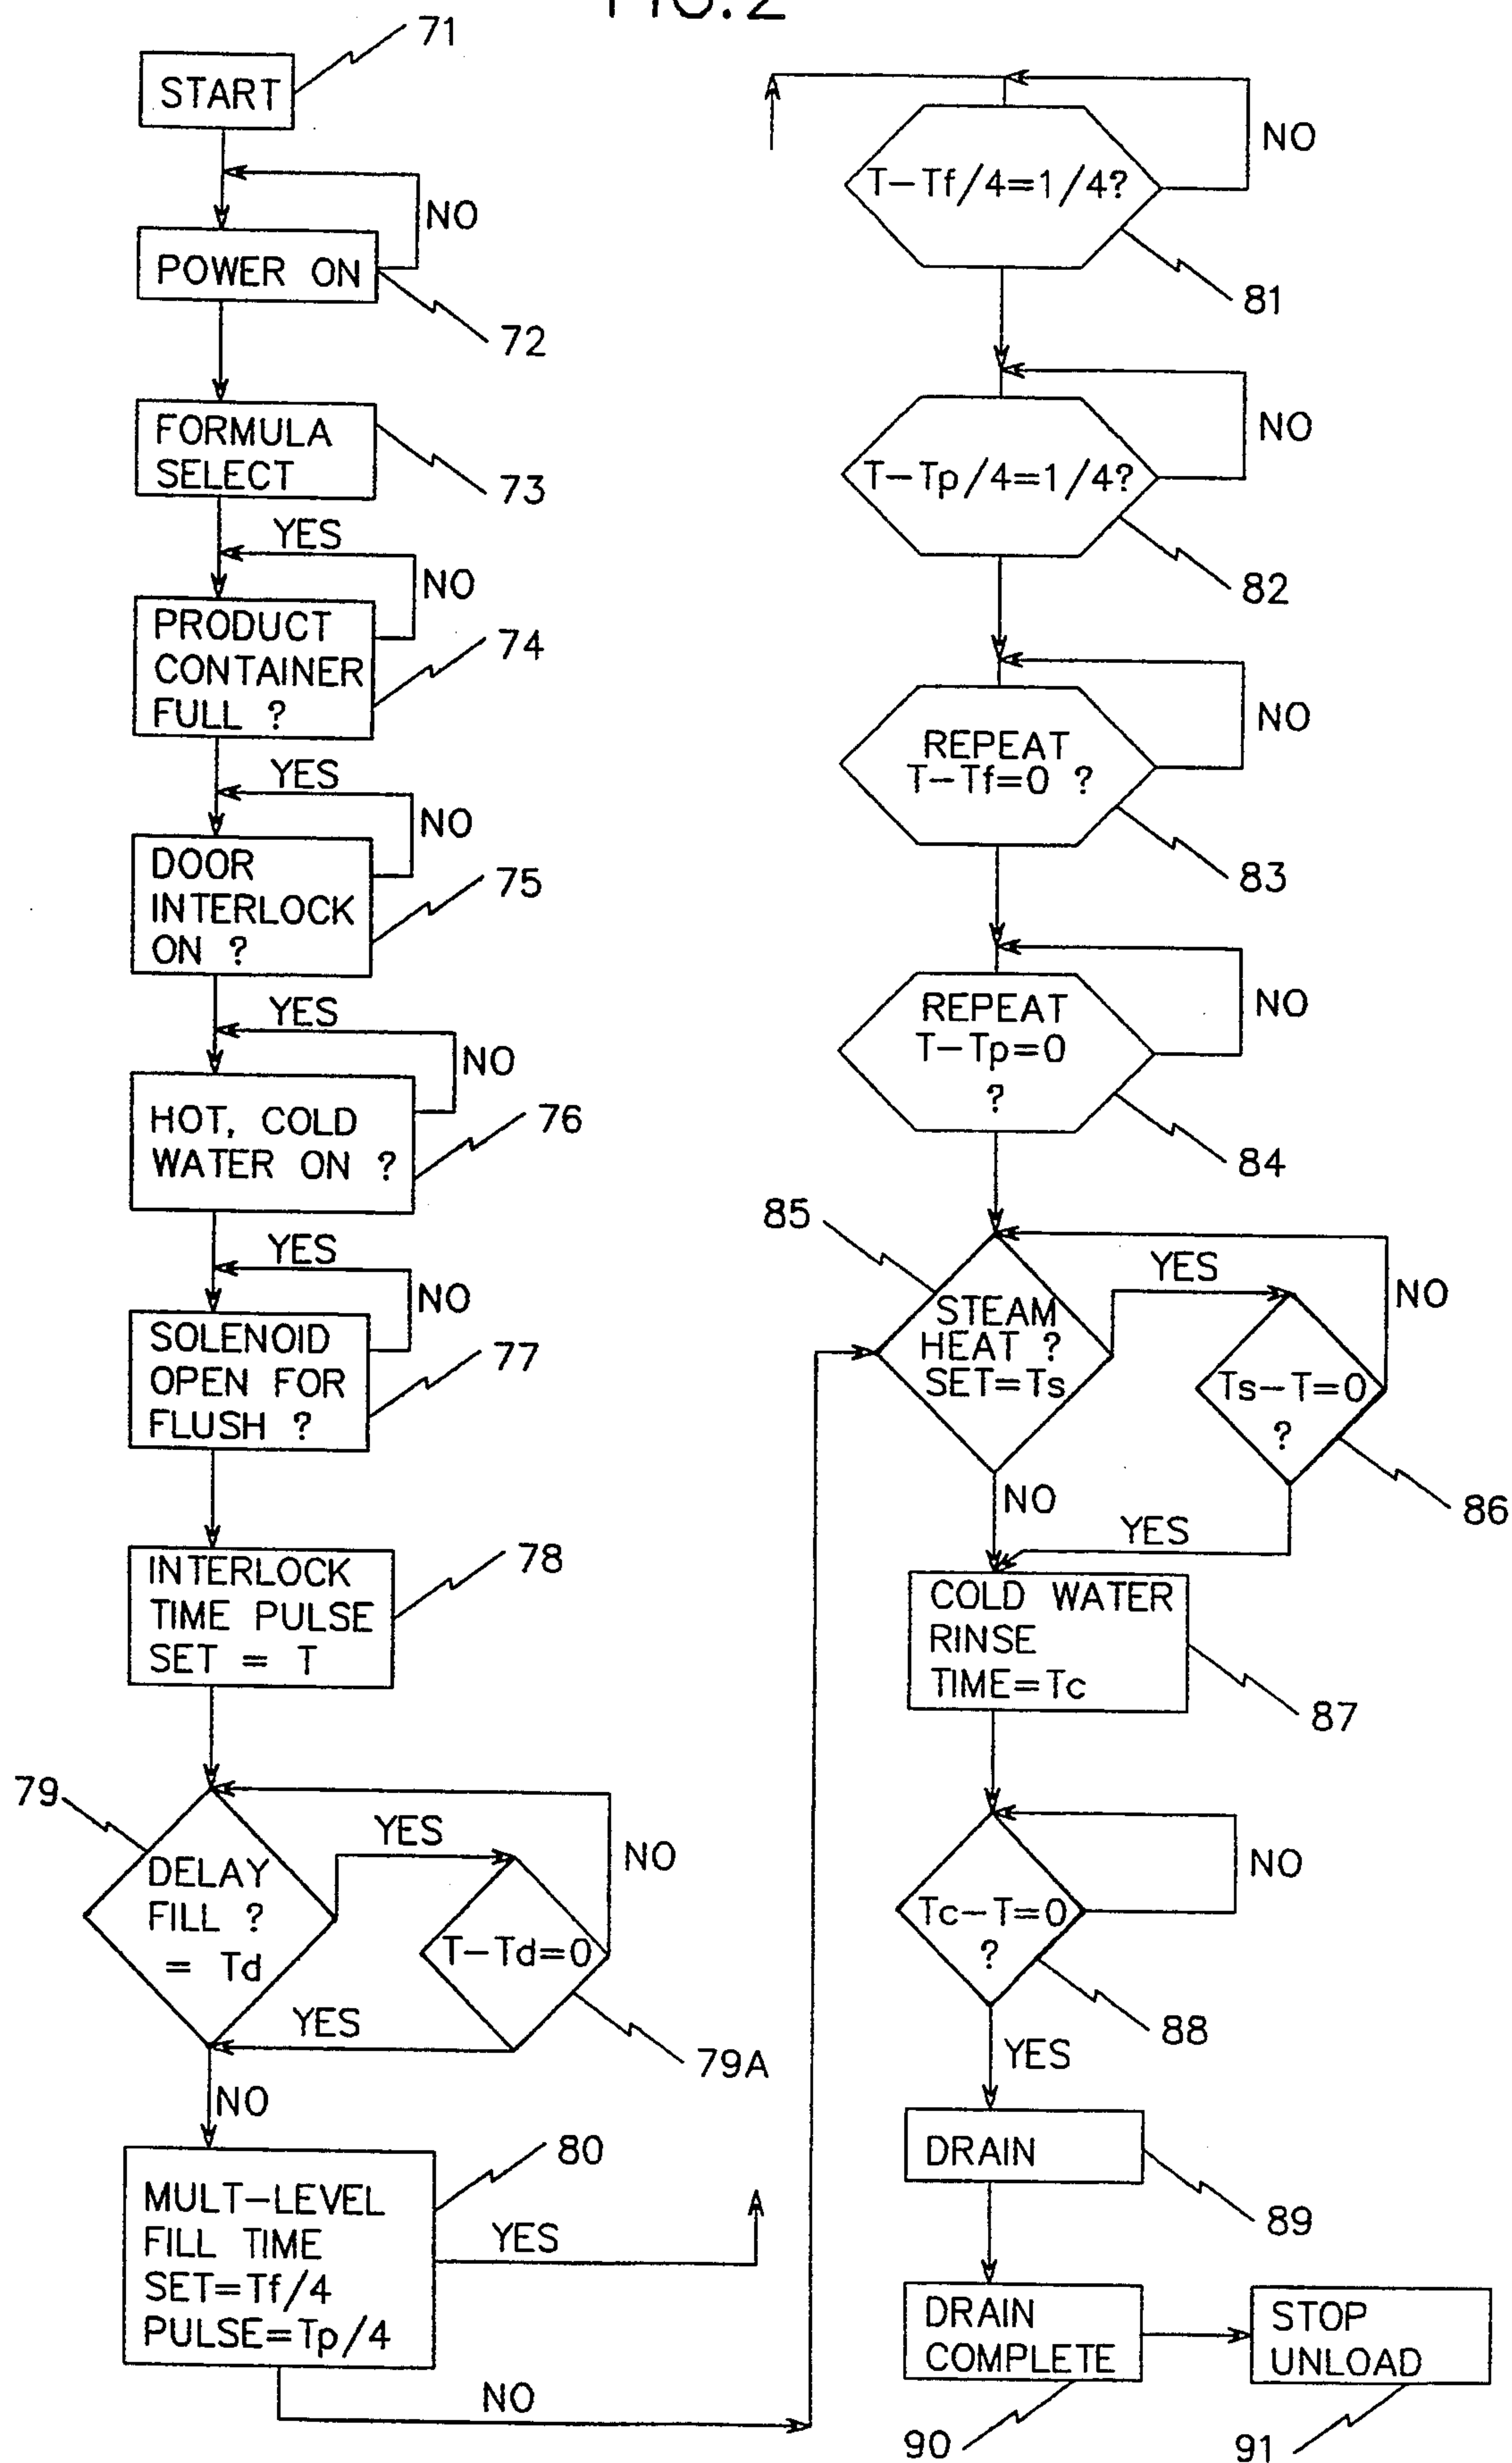 FIG.2
71
START
NO
POWER ON
72
FORMULA
SELECT
73
YES
NO
PRODUCT
CONTAINER
FULL ?
74
YES
NO
DOOR
INTERLOCK
ON ?
75
YES
NO
HOT, COLD
WATER ON ?
76
YES
NO
SOLENOID
OPEN FOR
FLUSH ?
77
INTERLOCK
TIME PULSE
SET = T
78
79
DELAY
FILL ?
= Td
YES
NO
T-Td=0
YES
79A
NO
80
MULT-LEVEL
FILL TIME
SET=Tf/4
PULSE=Tp/4
YES
NO
T-Tf/4=1/4?
NO
81
T-Tp/4=1/4?
NO
82
REPEAT
T-Tf=0 ?
NO
83
REPEAT
T-Tp=0
?
NO
84
85
STEAM
HEAT ?
SET=Ts
YES
NO
Ts-T=0
?
86
NO
YES
COLD WATER
RINSE
TIME=Tc
87
Tc-T=0
?
NO
88
YES
DRAIN
89
DRAIN
COMPLETE
90
STOP
UNLOAD
91